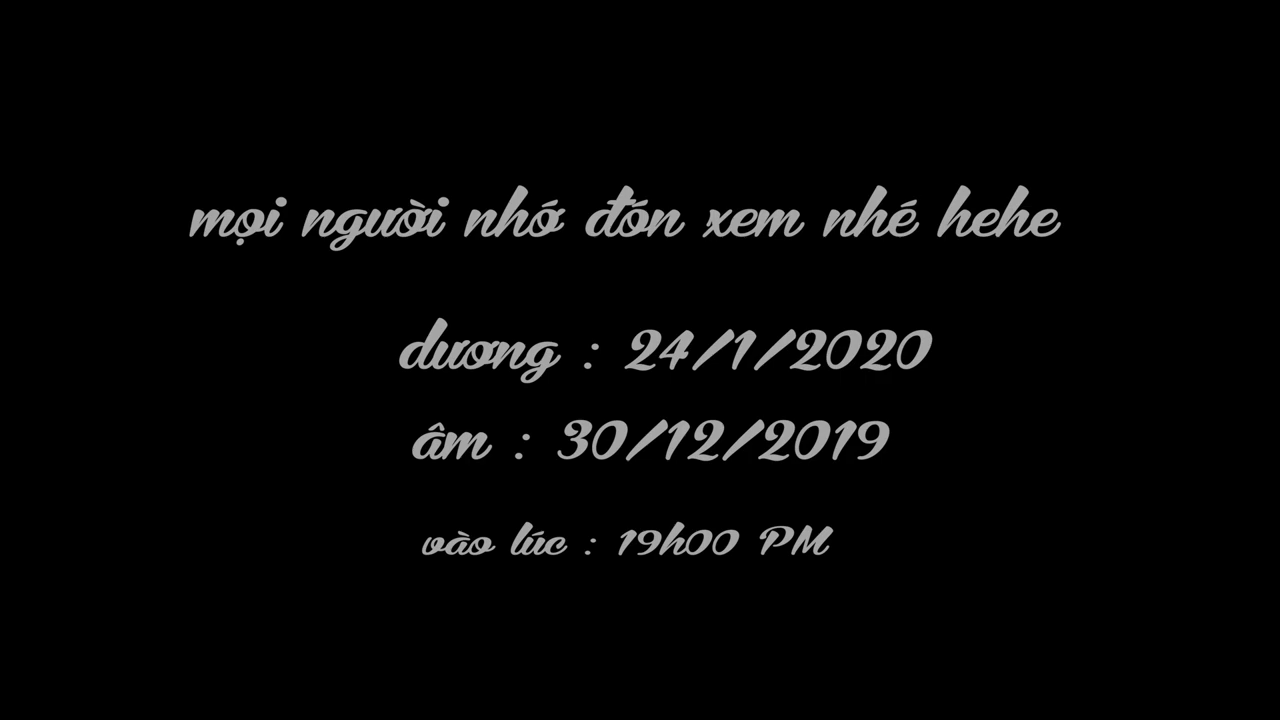 mọi người nhớ đón xem nhé hehe
dương : 24/1/2020
âm : 30/12/2019
vào lúc : 19h00 PM